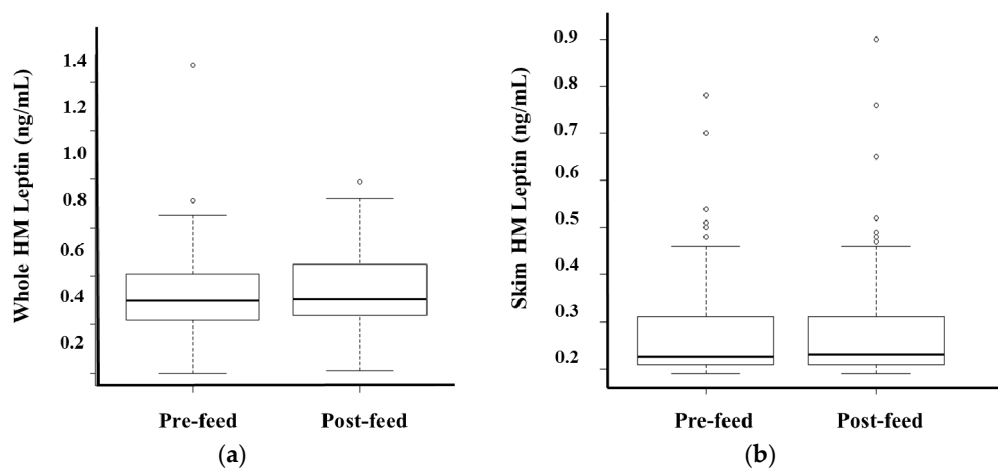 Whole HM Leptin (ng/mL)
1.4
1.2
1.0
0.8
0.6
0.4
0.2
Pre-feed Post-feed
(a)
Skim HM Leptin (ng/mL)
0.9
0.8
0.7
0.6
0.5
0.4
0.3
0.2
Pre-feed Post-feed
(b)